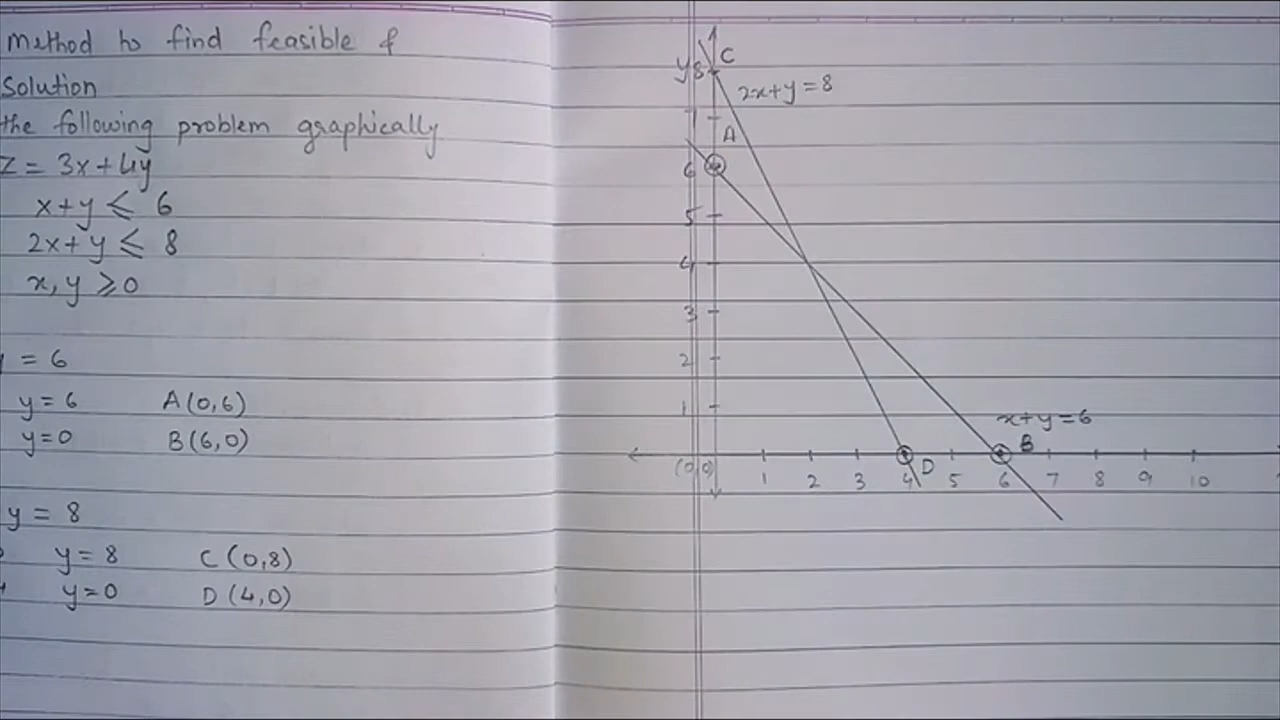 method to find feasible &
Solution
the following problem graphically
Z = 3x + 4y
x+y ⩽ 6
2x+y ⩽ 8
x, y ⩾ 0
= 6
y = 6 A(0,6)
y=0 B(6,0)
y = 8
y = 8 C(0,8)
y=0 D(4,0)
C
y 8
2x+y=8
7
A
6
5
4
3
2
1
x+y=6
B
(0,0) 1 2 3 4 D 5 6 7 8 9 10